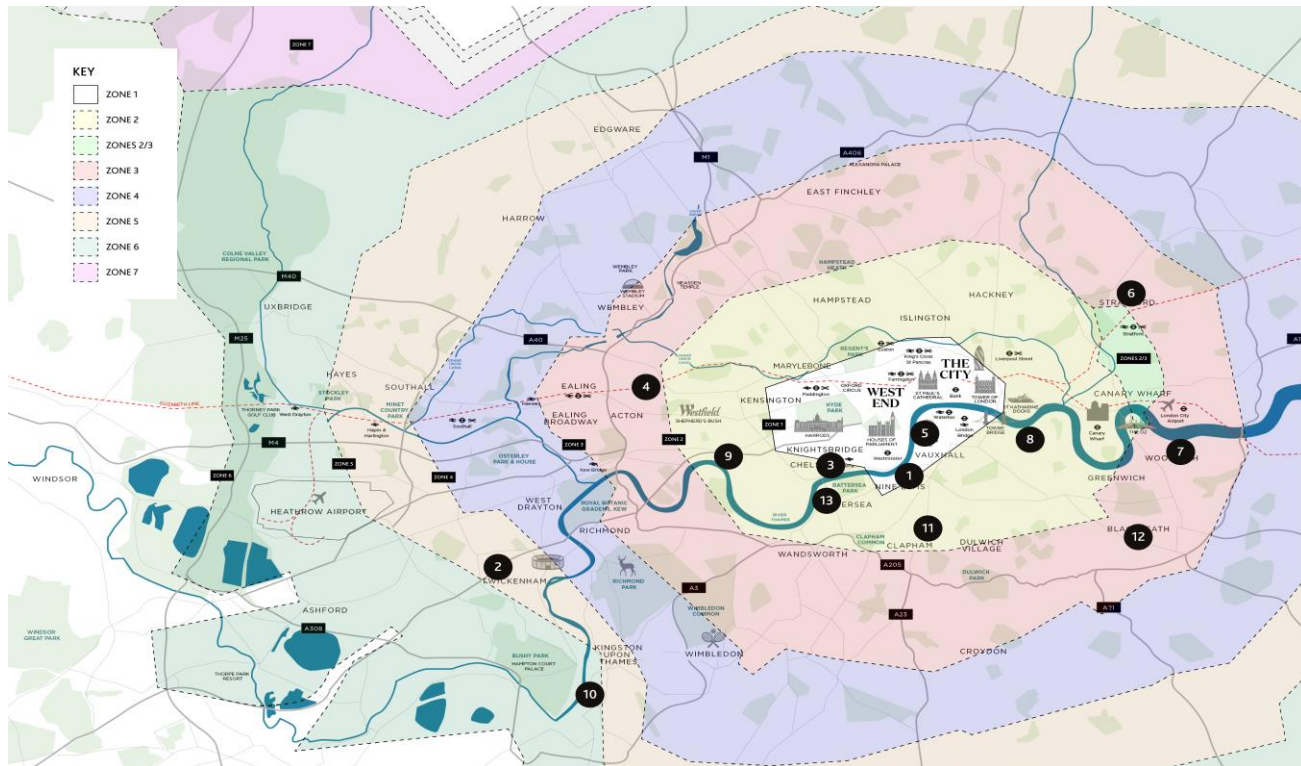 ZONE 7
KEY
ZONE 1
ZONE 2
ZONES 2/3
ZONE 3
ZONE 4
ZONE 5
ZONE 6
ZONE 7
EDGWARE
M1
A406
ALEXANDRA PALACE
EAST FINCHLEY
HARROW
COLNE VALLEY
REGIONAL PARK
M40
UXBRIDGE
WEMBLEY
PARK
WEMBLEY
STADIUM
WEMBLEY
NEASDEN
TEMPLE
HAMPSTEAD
HEATH
HAMPSTEAD
HACKNEY
ISLINGTON
6
STRATFORD
Stratford
ZONES 2/3
M25
A40
REGENT'S
PARK
Euston
King's Cross
St Pancras
MARYLEBONE
Farringdon
THE
CITY
Liverpool Street
HAYES
STOCKLEY
PARK
SOUTHALL
MINET
COUNTRY
PARK
THORNEY PARK
GOLF CLUB
West Drayton
ELIZABETH LINE
Hayes &
Harlington
Southall
Hanwell
EALING
EALING
BROADWAY
4
ACTON
KENSINGTON
Paddington
OXFORD
CIRCUS
HYDE
PARK
WEST
END
ST PAUL'S
CATHEDRAL
Bank
TOWER OF
LONDON
CANARY WHARF
Westfield
SHEPHERD'S BUSH
ZONE 1
ZONE 2
ZONE 3
HARRODS
HOUSES OF
PARLIAMENT
Waterloo
5
London
Bridge
TOWER
BRIDGE
ST KATHARINE
DOCKS
8
Canary
Wharf
THE O2
London City
Airport
7
WOOLWICH
M4
ZONE 5
ZONE 6
ZONE 4
OSTERLEY
PARK & HOUSE
Kew Bridge
9
KNIGHTSBRIDGE
3
Westminster
VAUXHALL
1
GREENWICH
WINDSOR
HEATHROW AIRPORT
WEST
DRAYTON
ROYAL BOTANIC
GARDENS, KEW
RICHMOND
BATTERSEA
PARK
13
RIVER
THAMES
11
CLAPHAM
COMMON
CLAPHAM
DULWICH
VILLAGE
12
WANDSWORTH
A205
DULWICH
PARK
2
TWICKENHAM
RICHMOND
PARK
A3
WIMBLEDON
COMMON
WIMBLEDON
A23
CROYDON
ASHFORD
A308
WINDSOR
GREAT PARK
BUSHY PARK
HAMPTON COURT
PALACE
KINGSTON
UPON
THAMES
THORPE PARK
RESORT
10